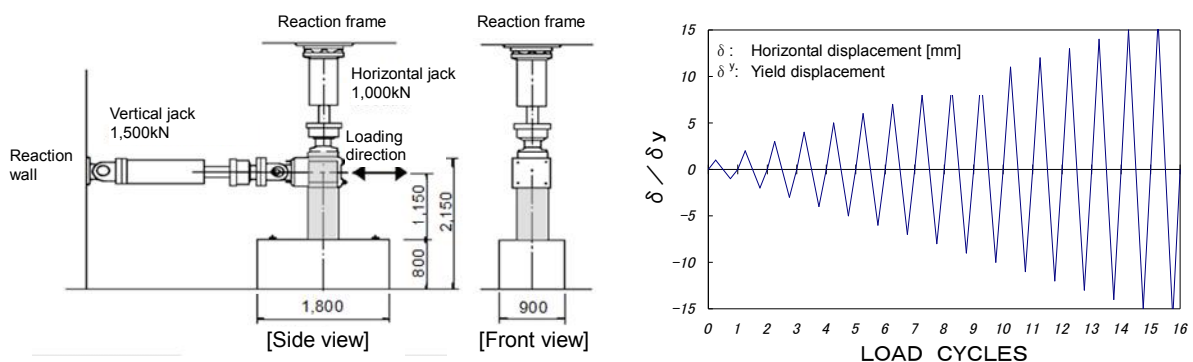 Reaction frame
Reaction frame
Horizontal jack
1,000kN
Vertical jack
1,500kN
Loading
direction
Reaction
wall
1,150
2,150
800
1,800
900
[Side view]
[Front view]
δ : Horizontal displacement [mm]
δ y: Yield displacement
15
10
5
0
-5
-10
-15
δ / δ y
0 1 2 3 4 5 6 7 8 9 10 11 12 13 14 15 16
LOAD CYCLES